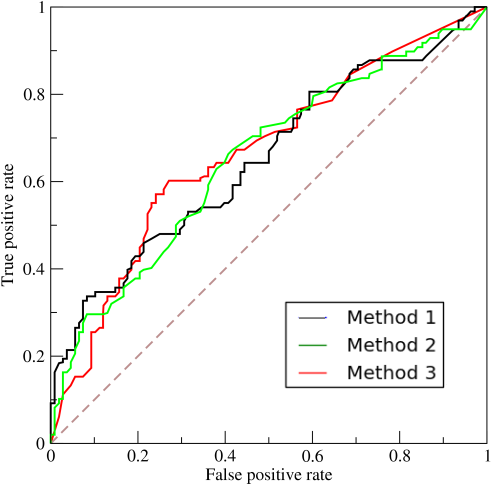 1
0.8
0.6
0.4
0.2
0
True positive rate
Method 1
Method 2
Method 3
0 0.2 0.4 0.6 0.8 1
False positive rate